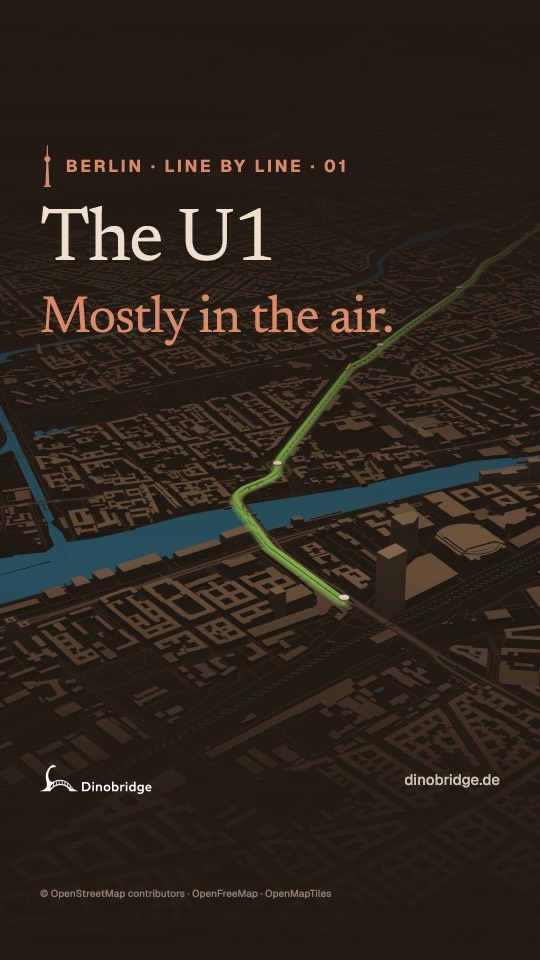 BERLIN · LINE BY LINE · 01
The U1
Mostly in the air.
Dinobridge
dinobridge.de
© OpenStreetMap contributors · OpenFreeMap · OpenMapTiles